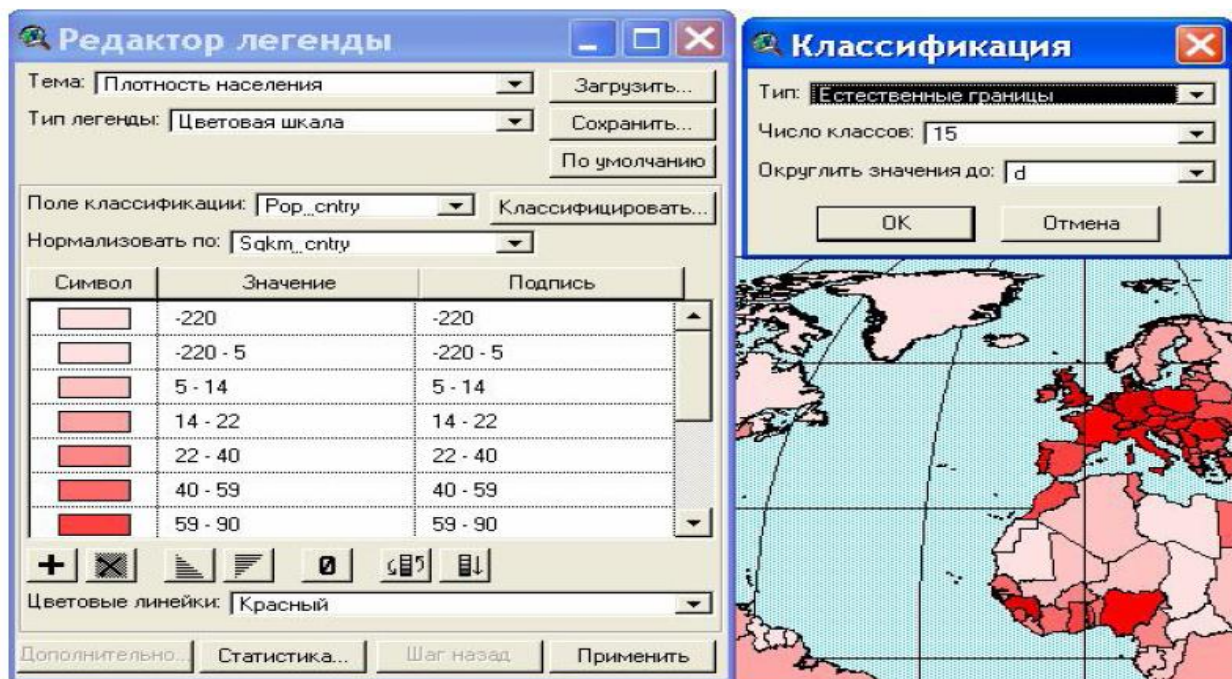 Редактор легенды
Тема: Плотность населения
Загрузить...
Тип легенды: Цветовая шкала
Сохранить...
По умолчанию
Поле классификации: Pop_cntry
Классифицировать...
Нормализовать по: Sqkm_cntry
Символ Значение Подпись
-220 -220
-220 - 5 -220 - 5
5 - 14 5 - 14
14 - 22 14 - 22
22 - 40 22 - 40
40 - 59 40 - 59
59 - 90 59 - 90
Цветовые линейки: Красный
Дополнительно... Статистика... Шаг назад Применить
Классификация
Тип: Естественные границы
Число классов: 15
Округлить значения до: d
OK Отмена